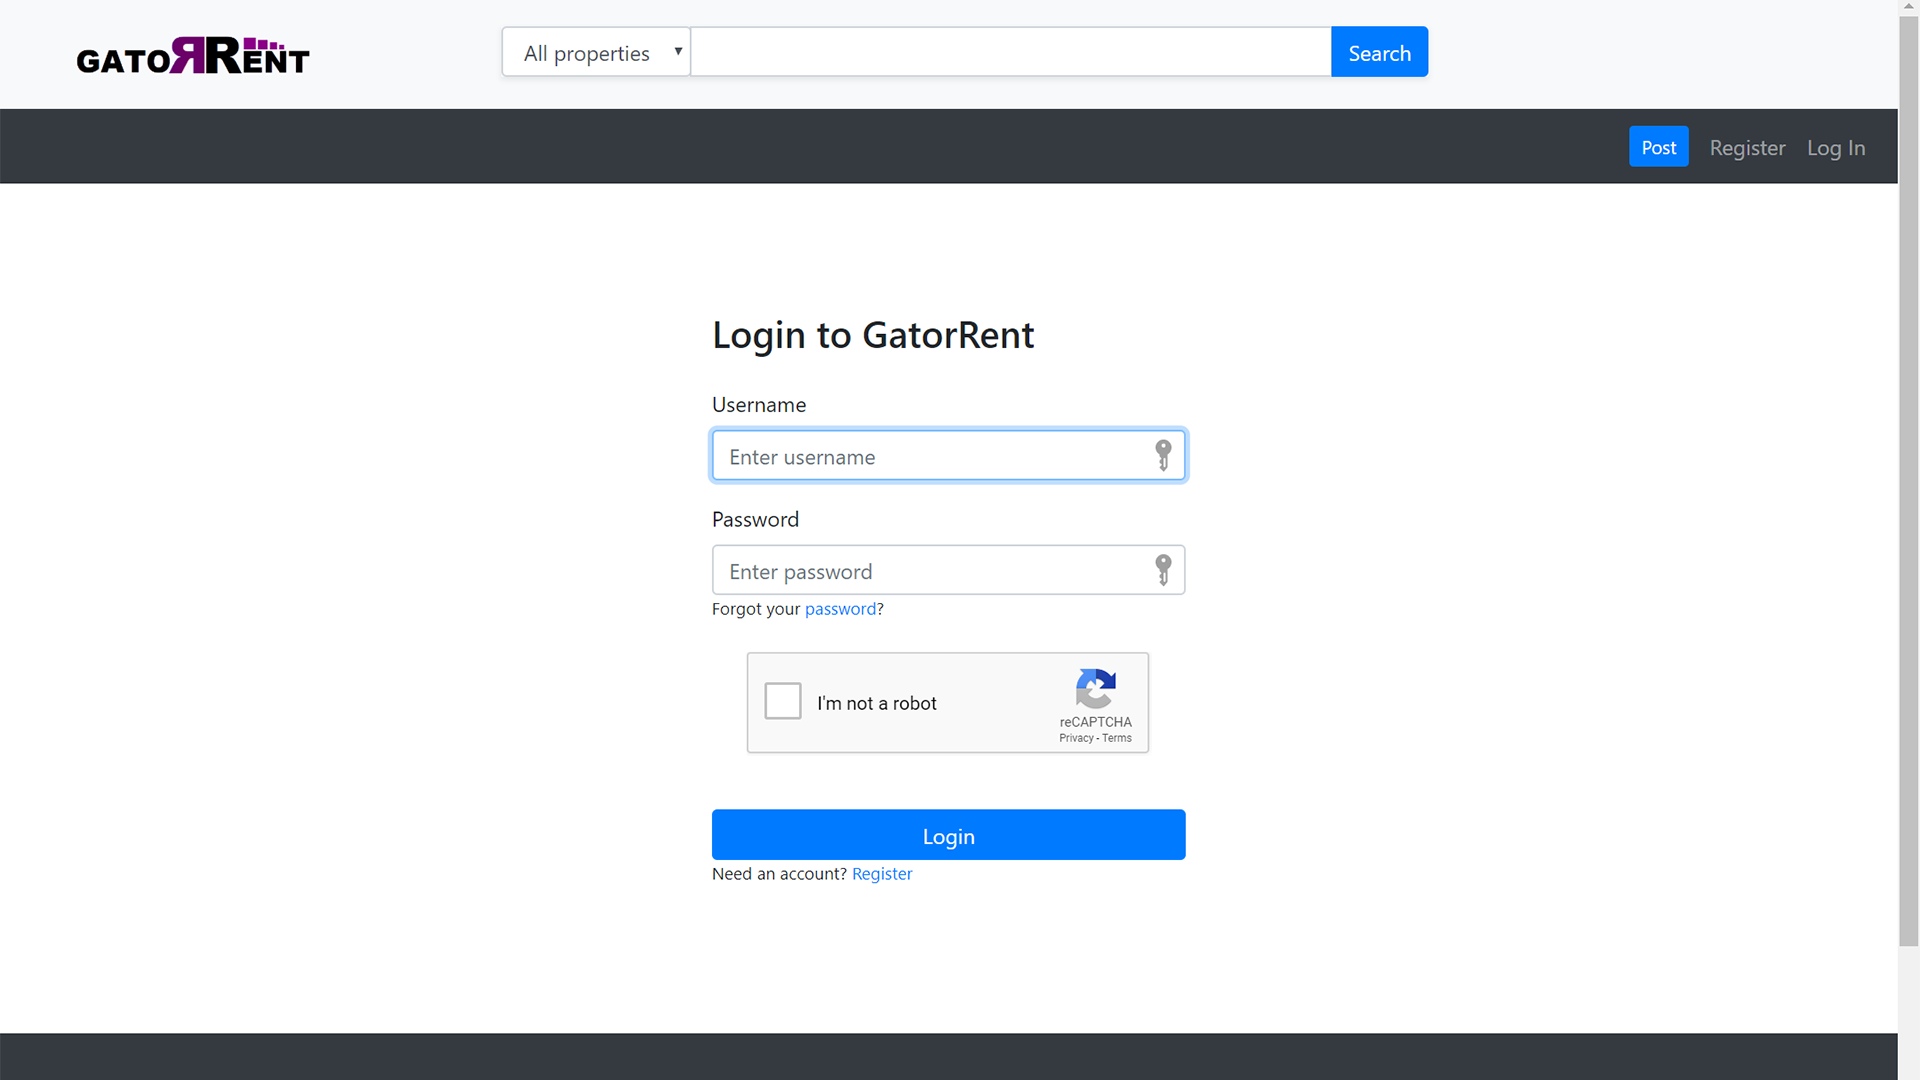 GATORRENT
All properties
Search
Post
Register
Log In
Login to GatorRent
Username
Enter username
Password
Enter password
Forgot your password?
I'm not a robot
reCAPTCHA
Privacy - Terms
Login
Need an account? Register